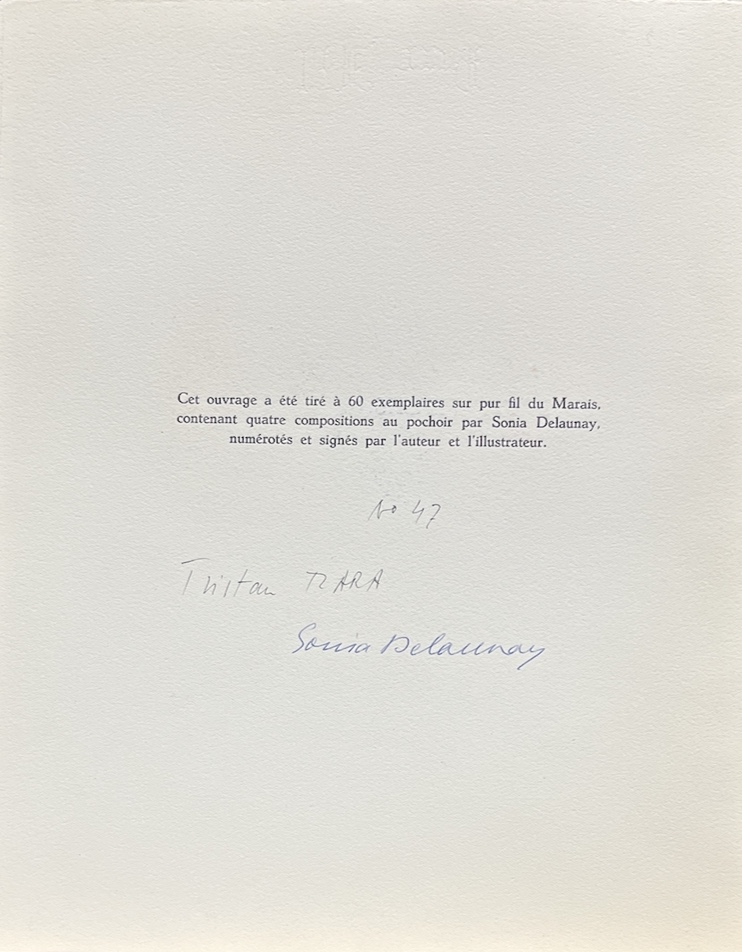 Cet ouvrage a été tiré à 60 exemplaires sur pur fil du Marais,
contenant quatre compositions au pochoir par Sonia Delaunay,
numérotés et signés par l'auteur et l'illustrateur.
No 47
Tristan TZARA
Sonia Delaunay